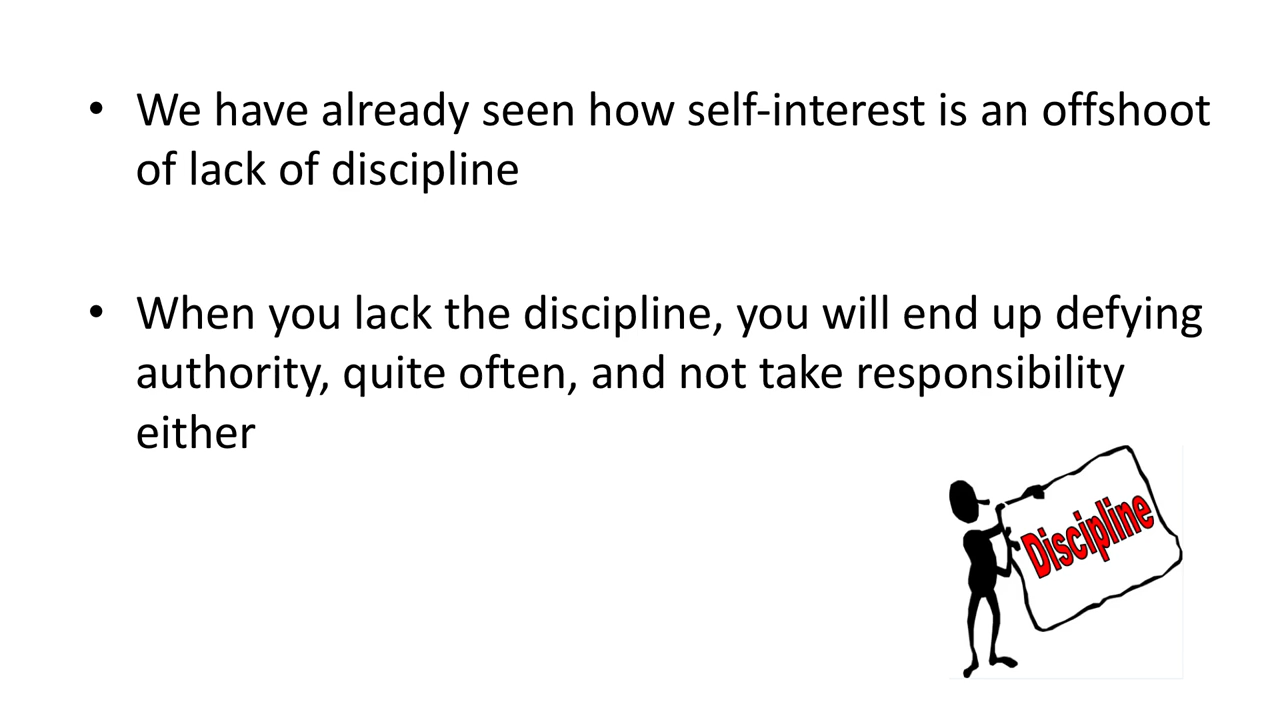 • We have already seen how self-interest is an offshoot
of lack of discipline
• When you lack the discipline, you will end up defying
authority, quite often, and not take responsibility
either
Discipline